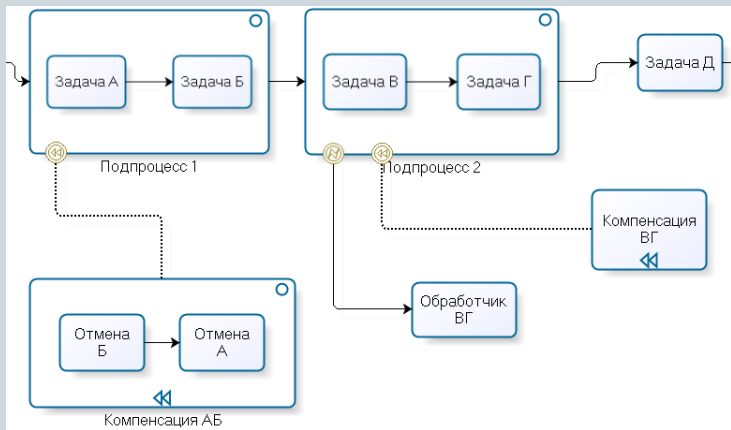 Задача А
Задача Б
Подпроцесс 1
Задача В
Задача Г
Подпроцесс 2
Задача Д
Компенсация
ВГ
Обработчик
ВГ
Отмена
Б
Отмена
А
Компенсация АБ